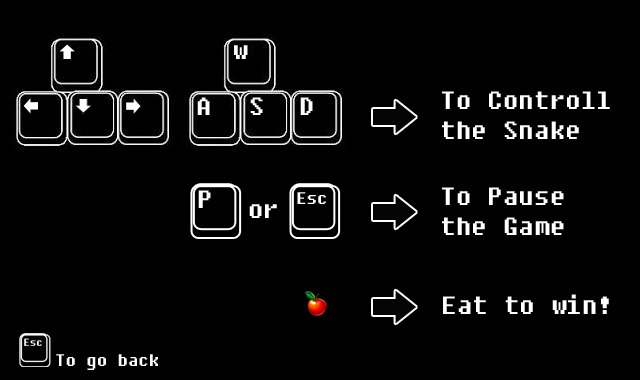 W
A S D
To Controll
the Snake
P or Esc
To Pause
the Game
Eat to win!
Esc To go back